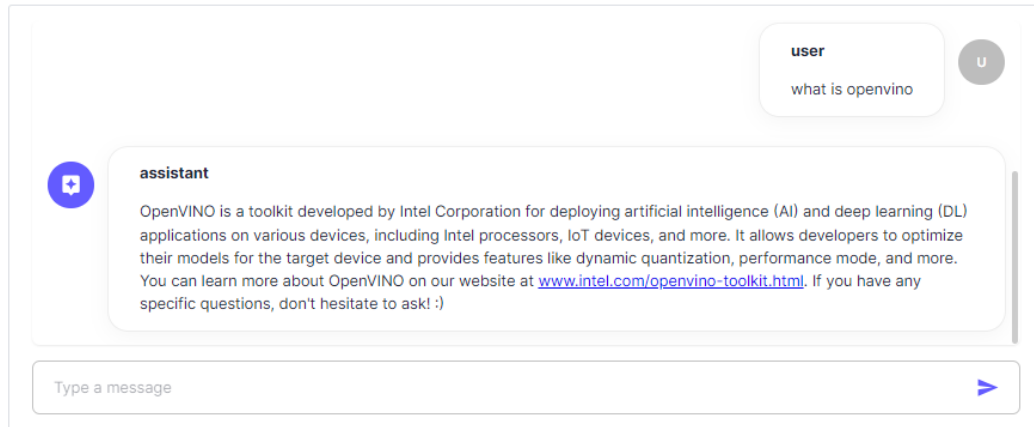 user
U
what is openvino
assistant
OpenVINO is a toolkit developed by Intel Corporation for deploying artificial intelligence (AI) and deep learning (DL)
applications on various devices, including Intel processors, IoT devices, and more. It allows developers to optimize
their models for the target device and provides features like dynamic quantization, performance mode, and more.
You can learn more about OpenVINO on our website at www.intel.com/openvino-toolkit.html. If you have any
specific questions, don't hesitate to ask! :)
Type a message